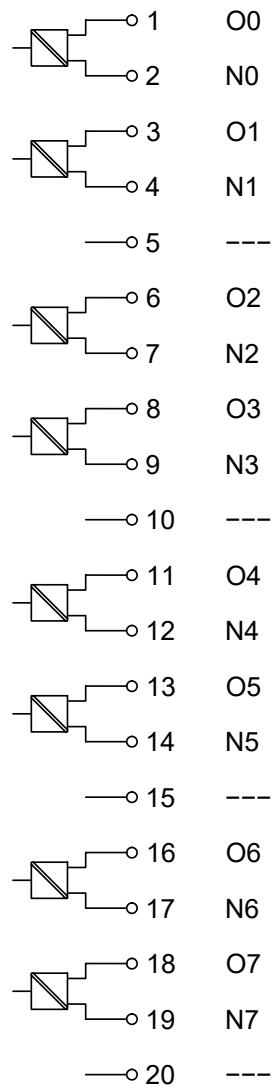 1 O0
2 N0
3 O1
4 N1
5 ---
6 O2
7 N2
8 O3
9 N3
10 ---
11 O4
12 N4
13 O5
14 N5
15 ---
16 O6
17 N6
18 O7
19 N7
20 ---